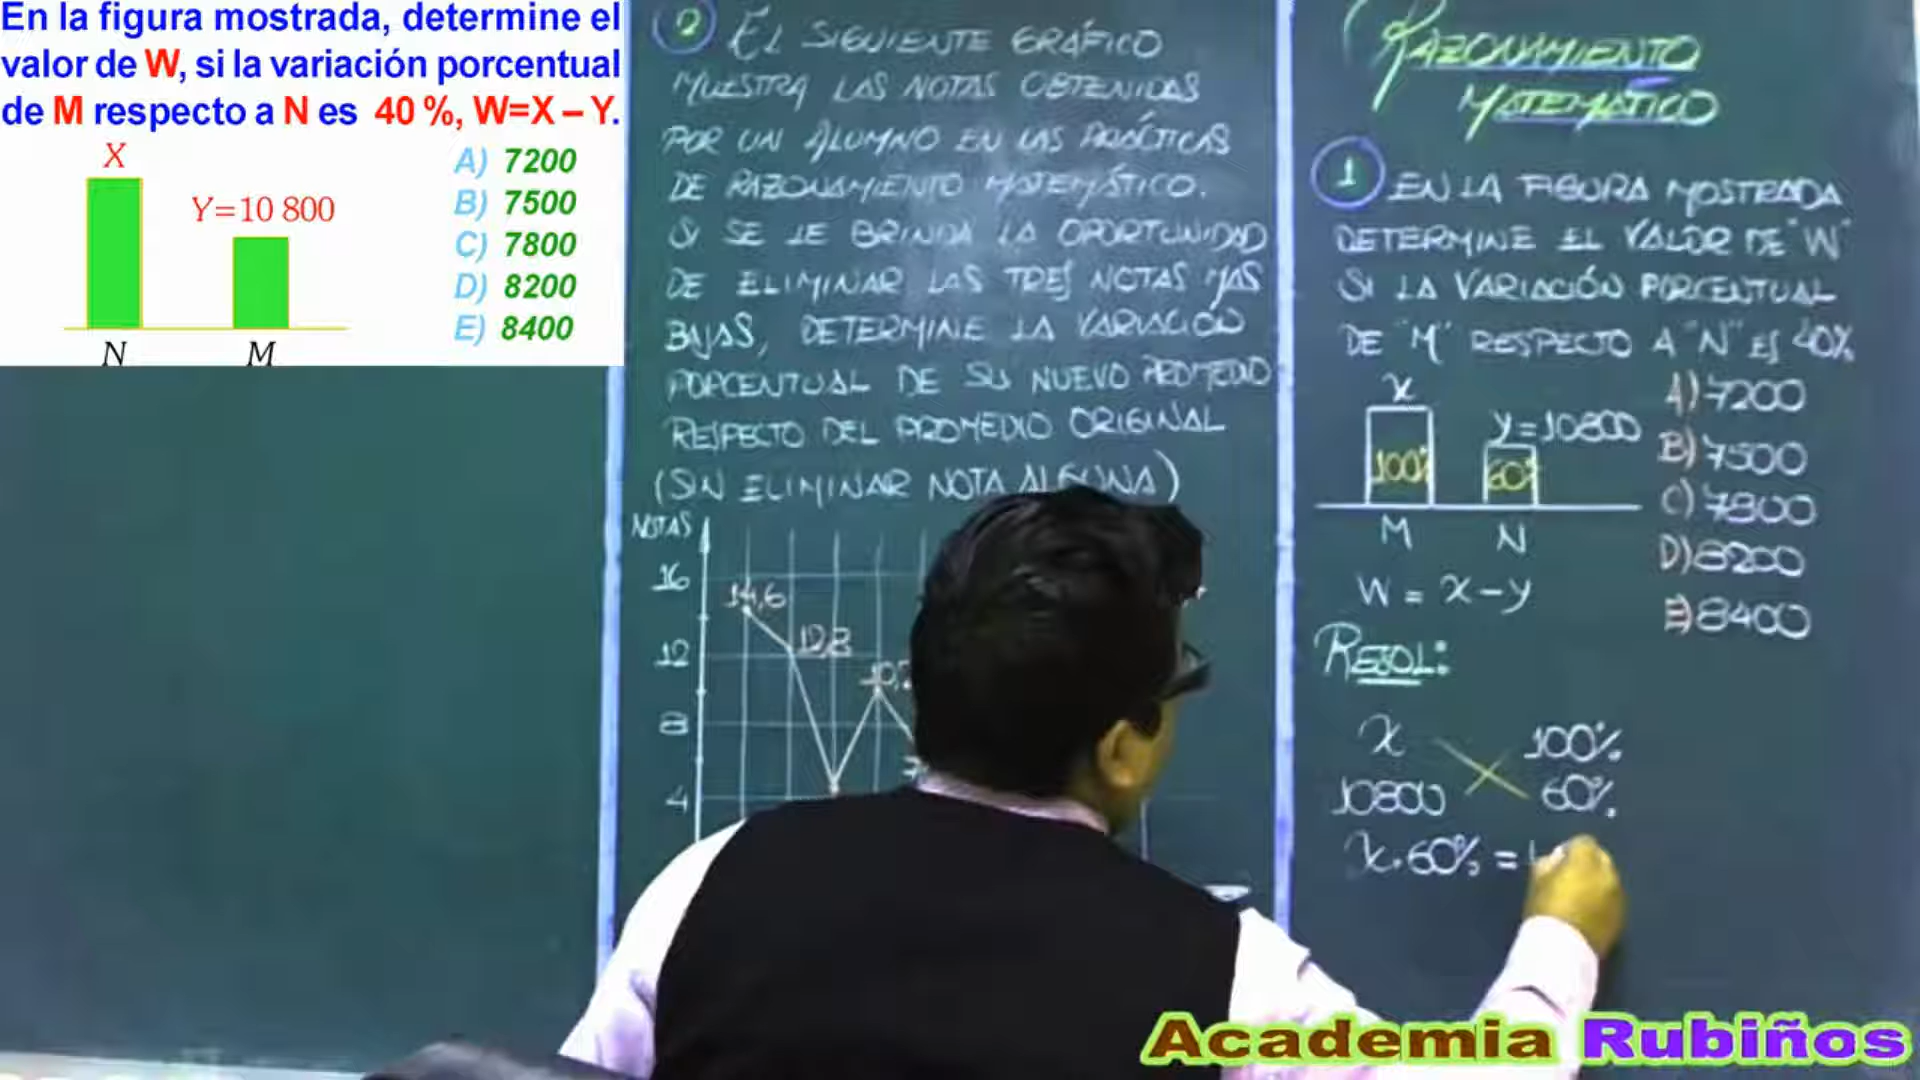 En la figura mostrada, determine el
valor de W, si la variación porcentual
de M respecto a N es 40 %, W=X – Y.
X
Y=10 800
N
M
A) 7200
B) 7500
C) 7800
D) 8200
E) 8400
2 EL SIGUIENTE GRÁFICO
MUESTRA LAS NOTAS OBTENIDAS
POR UN ALUMNO EN LAS PRÁCTICAS
DE RAZONAMIENTO MATEMÁTICO.
SI SE LE BRINDA LA OPORTUNIDAD
DE ELIMINAR LAS TRES NOTAS MAS
BAJAS, DETERMINE LA VARIACIÓN
PORCENTUAL DE SU NUEVO PROMEDIO
RESPECTO DEL PROMEDIO ORIGINAL
(SIN ELIMINAR NOTA ALGUNA)
NOTAS
16
14,6
12
12,8
8
4
RAZONAMIENTO
MATEMÁTICO
1 EN LA FIGURA MOSTRADA
DETERMINE EL VALOR DE "W"
SI LA VARIACIÓN PORCENTUAL
DE "M" RESPECTO A "N" ES 40%
x
y=10800
100%
60%
M
N
A) 7200
B) 7500
C) 7800
D) 8200
E) 8400
W = x - y
RESOL:
x 100%
10800 60%
x.60% =
Academia Rubiños